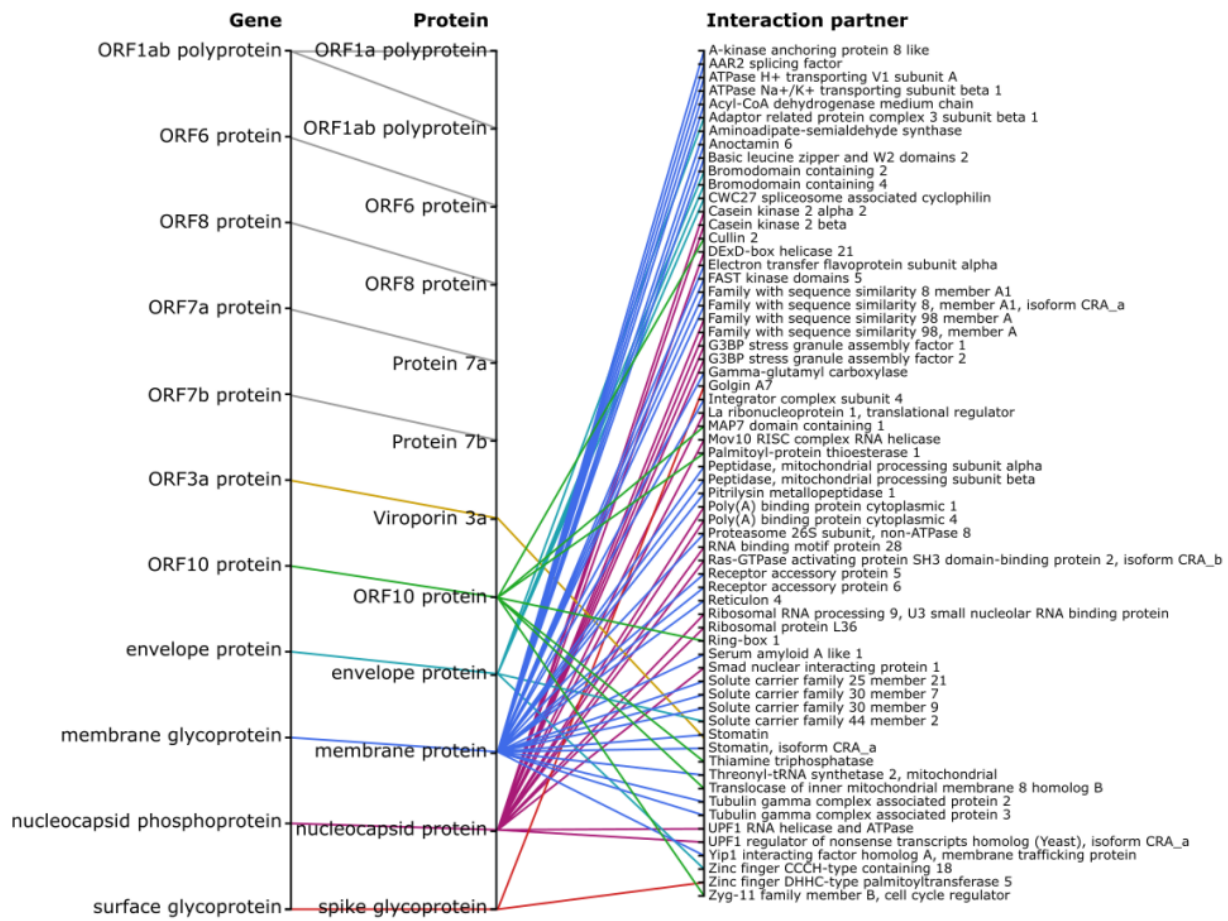 Gene
Protein
Interaction partner
ORF1ab polyprotein
ORF6 protein
ORF8 protein
ORF7a protein
ORF7b protein
ORF3a protein
ORF10 protein
envelope protein
membrane glycoprotein
nucleocapsid phosphoprotein
surface glycoprotein
ORF1a polyprotein
ORF1ab polyprotein
ORF6 protein
ORF8 protein
Protein 7a
Protein 7b
Viroporin 3a
ORF10 protein
envelope protein
membrane protein
nucleocapsid protein
spike glycoprotein
A-kinase anchoring protein 8 like
AAR2 splicing factor
ATPase H+ transporting V1 subunit A
ATPase Na+/K+ transporting subunit beta 1
Acyl-CoA dehydrogenase medium chain
Adaptor related protein complex 3 subunit beta 1
Aminoadipate-semialdehyde synthase
Anoctamin 6
Basic leucine zipper and W2 domains 2
Bromodomain containing 2
Bromodomain containing 4
CWC27 spliceosome associated cyclophilin
Casein kinase 2 alpha 2
Casein kinase 2 beta
Cullin 2
DExD-box helicase 21
Electron transfer flavoprotein subunit alpha
FAST kinase domains 5
Family with sequence similarity 8 member A1
Family with sequence similarity 8, member A1, isoform CRA_a
Family with sequence similarity 98 member A
Family with sequence similarity 98, member A
G3BP stress granule assembly factor 1
G3BP stress granule assembly factor 2
Gamma-glutamyl carboxylase
Golgin A7
Integrator complex subunit 4
La ribonucleoprotein 1, translational regulator
MAP7 domain containing 1
Mov10 RISC complex RNA helicase
Palmitoyl-protein thioesterase 1
Peptidase, mitochondrial processing subunit alpha
Peptidase, mitochondrial processing subunit beta
Pitrilysin metallopeptidase 1
Poly(A) binding protein cytoplasmic 1
Poly(A) binding protein cytoplasmic 4
Proteasome 26S subunit, non-ATPase 8
RNA binding motif protein 28
Ras-GTPase activating protein SH3 domain-binding protein 2, isoform CRA_b
Receptor accessory protein 5
Receptor accessory protein 6
Reticulon 4
Ribosomal RNA processing 9, U3 small nucleolar RNA binding protein
Ribosomal protein L36
Ring-box 1
Serum amyloid A like 1
Smad nuclear interacting protein 1
Solute carrier family 25 member 21
Solute carrier family 30 member 7
Solute carrier family 30 member 9
Solute carrier family 44 member 2
Stomatin
Stomatin, isoform CRA_a
Thiamine triphosphatase
Threonyl-tRNA synthetase 2, mitochondrial
Translocase of inner mitochondrial membrane 8 homolog B
Tubulin gamma complex associated protein 2
Tubulin gamma complex associated protein 3
UPF1 RNA helicase and ATPase
UPF1 regulator of nonsense transcripts homolog (Yeast), isoform CRA_a
Yip1 interacting factor homolog A, membrane trafficking protein
Zinc finger CCCH-type containing 18
Zinc finger DHHC-type palmitoyltransferase 5
Zyg-11 family member B, cell cycle regulator